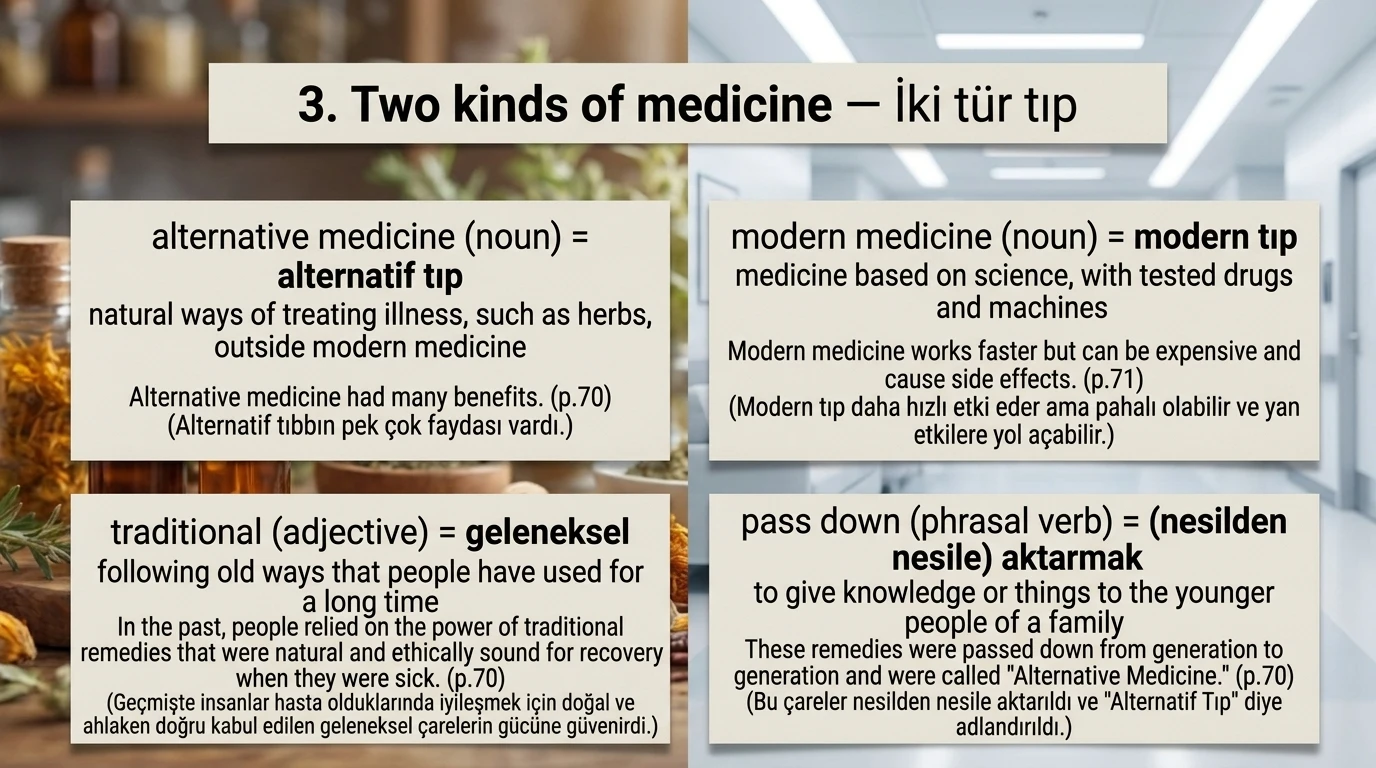 3. Two kinds of medicine — İki tür tıp
alternative medicine (noun) =
alternatif tıp
natural ways of treating illness, such as herbs,
outside modern medicine
Alternative medicine had many benefits. (p.70)
(Alternatif tıbbın pek çok faydası vardı.)
modern medicine (noun) = modern tıp
medicine based on science, with tested drugs
and machines
Modern medicine works faster but can be expensive and
cause side effects. (p.71)
(Modern tıp daha hızlı etki eder ama pahalı olabilir ve yan
etkilere yol açabilir.)
traditional (adjective) = geleneksel
following old ways that people have used for
a long time
In the past, people relied on the power of traditional
remedies that were natural and ethically sound for recovery
when they were sick. (p.70)
(Geçmişte insanlar hasta olduklarında iyileşmek için doğal ve
ahlaken doğru kabul edilen geleneksel çarelerin gücüne güvenirdi.)
pass down (phrasal verb) = (nesilden
nesile) aktarmak
to give knowledge or things to the younger
people of a family
These remedies were passed down from generation to
generation and were called "Alternative Medicine." (p.70)
(Bu çareler nesilden nesile aktarıldı ve "Alternatif Tıp" diye
adlandırıldı.)